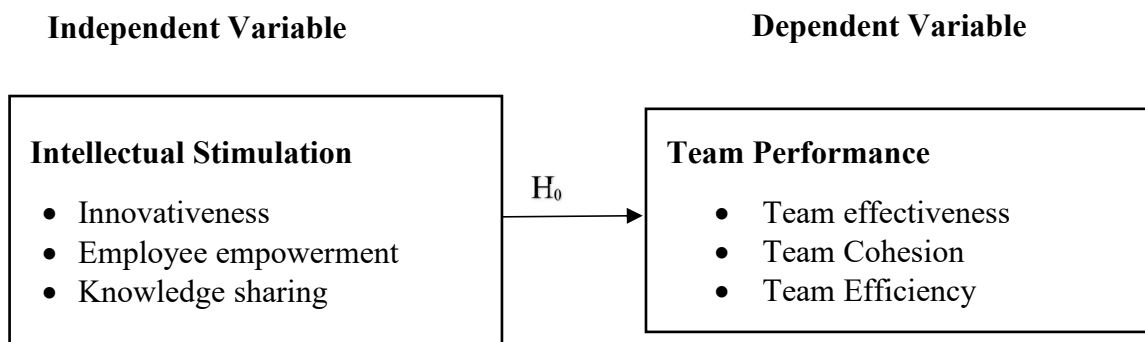 Independent Variable
Dependent Variable
Intellectual Stimulation
• Innovativeness
• Employee empowerment
• Knowledge sharing
H₀
Team Performance
• Team effectiveness
• Team Cohesion
• Team Efficiency